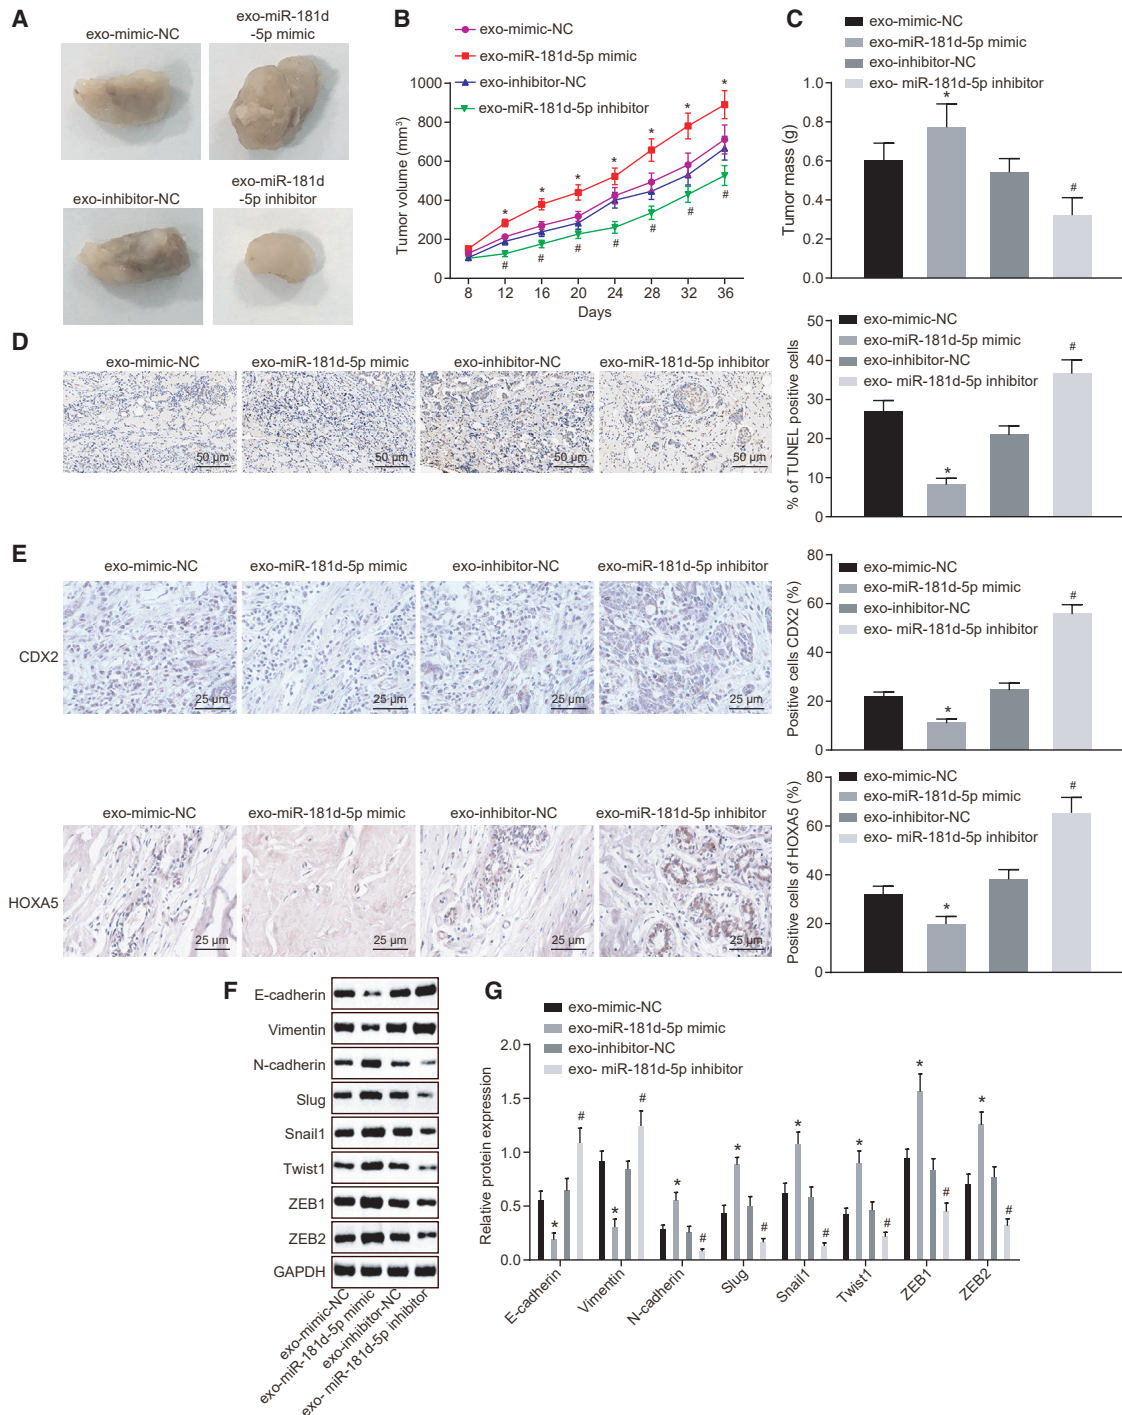 A
exo-mimic-NC
exo-miR-181d
-5p mimic
exo-inhibitor-NC
exo-miR-181d
-5p inhibitor
B
exo-mimic-NC
exo-miR-181d-5p mimic
exo-inhibitor-NC
exo-miR-181d-5p inhibitor
Tumor volume (mm³)
1000
800
600
400
200
0
* * * * * * *
# # # # # # #
8 12 16 20 24 28 32 36
Days
C
exo-mimic-NC
exo-miR-181d-5p mimic
exo-inhibitor-NC
exo- miR-181d-5p inhibitor
Tumor mass (g)
1.0
0.8
0.6
0.4
0.2
0.0
*
#
D
exo-mimic-NC
exo-miR-181d-5p mimic
exo-inhibitor-NC
exo-miR-181d-5p inhibitor
50 µm
50 µm
50 µm
50 µm
exo-mimic-NC
exo-miR-181d-5p mimic
exo-inhibitor-NC
exo- miR-181d-5p inhibitor
% of TUNEL positive cells
50
40
30
20
10
0
*
#
E
exo-mimic-NC
exo-miR-181d-5p mimic
exo-inhibitor-NC
exo-miR-181d-5p inhibitor
CDX2
25 µm
25 µm
25 µm
25 µm
exo-mimic-NC
exo-miR-181d-5p mimic
exo-inhibitor-NC
exo- miR-181d-5p inhibitor
Positive cells CDX2 (%)
80
60
40
20
0
*
#
exo-mimic-NC
exo-miR-181d-5p mimic
exo-inhibitor-NC
exo-miR-181d-5p inhibitor
HOXA5
25 µm
25 µm
25 µm
25 µm
exo-mimic-NC
exo-miR-181d-5p mimic
exo-inhibitor-NC
exo- miR-181d-5p inhibitor
Positive cells of HOXA5 (%)
80
60
40
20
0
*
#
F
E-cadherin
Vimentin
N-cadherin
Slug
Snail1
Twist1
ZEB1
ZEB2
GAPDH
exo-mimic-NC
exo-miR-181d-5p mimic
exo-inhibitor-NC
exo- miR-181d-5p inhibitor
G
exo-mimic-NC
exo-miR-181d-5p mimic
exo-inhibitor-NC
exo- miR-181d-5p inhibitor
Relative protein expression
2.0
1.5
1.0
0.5
0.0
* # * # * # * # * # * # * # * #
E-cadherin
Vimentin
N-cadherin
Slug
Snail1
Twist1
ZEB1
ZEB2